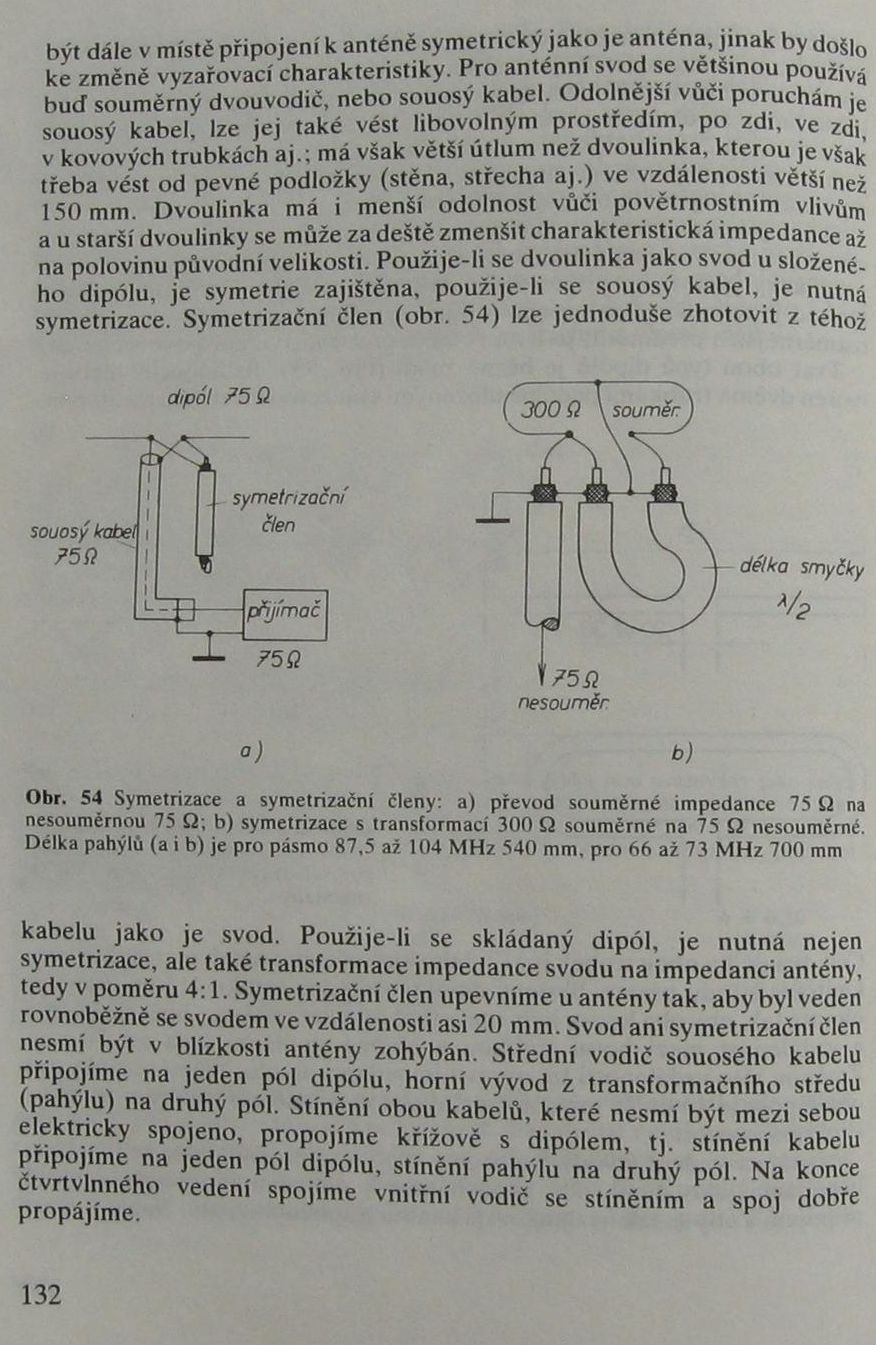 být dále v místě připojení k anténě symetrický jako je anténa, jinak by došlo
ke změně vyzařovací charakteristiky. Pro anténní svod se většinou používá
buď souměrný dvouvodič, nebo souosý kabel. Odolnější vůči poruchám je
souosý kabel, lze jej také vést libovolným prostředím, po zdi, ve zdi,
v kovových trubkách aj.; má však větší útlum než dvoulinka, kterou je však
třeba vést od pevné podložky (stěna, střecha aj.) ve vzdálenosti větší než
150 mm. Dvoulinka má i menší odolnost vůči povětrnostním vlivům
a u starší dvoulinky se může za deště zmenšit charakteristická impedance až
na polovinu původní velikosti. Použije-li se dvoulinka jako svod u složené-
ho dipólu, je symetrie zajištěna, použije-li se souosý kabel, je nutná
symetrizace. Symetrizační člen (obr. 54) lze jednoduše zhotovit z téhož
dipól 75 Ω
symetrizační
člen
souosý kabel
75Ω
přijímač
75Ω
a)
300 Ω souměr.
délka smyčky
λ/2
75Ω
nesouměr.
b)
Obr. 54 Symetrizace a symetrizační členy: a) převod souměrné impedance 75 Ω na
nesouměrnou 75 Ω; b) symetrizace s transformací 300 Ω souměrné na 75 Ω nesouměrné.
Délka pahýlů (a i b) je pro pásmo 87,5 až 104 MHz 540 mm, pro 66 až 73 MHz 700 mm
kabelu jako je svod. Použije-li se skládaný dipól, je nutná nejen
symetrizace, ale také transformace impedance svodu na impedanci antény,
tedy v poměru 4:1. Symetrizační člen upevníme u antény tak, aby byl veden
rovnoběžně se svodem ve vzdálenosti asi 20 mm. Svod ani symetrizační člen
nesmí být v blízkosti antény zohýbán. Střední vodič souosého kabelu
připojíme na jeden pól dipólu, horní vývod z transformačního středu
(pahýlu) na druhý pól. Stínění obou kabelů, které nesmí být mezi sebou
elektricky spojeno, propojíme křížově s dipólem, tj. stínění kabelu
připojíme na jeden pól dipólu, stínění pahýlu na druhý pól. Na konce
čtvrtvlnného vedení spojíme vnitřní vodič se stíněním a spoj dobře
propájíme.
132